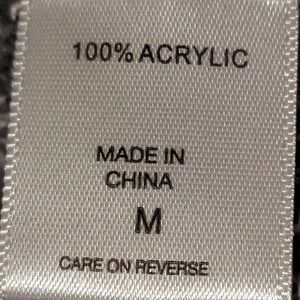 100% ACRYLIC
MADE IN
CHINA
M
CARE ON REVERSE